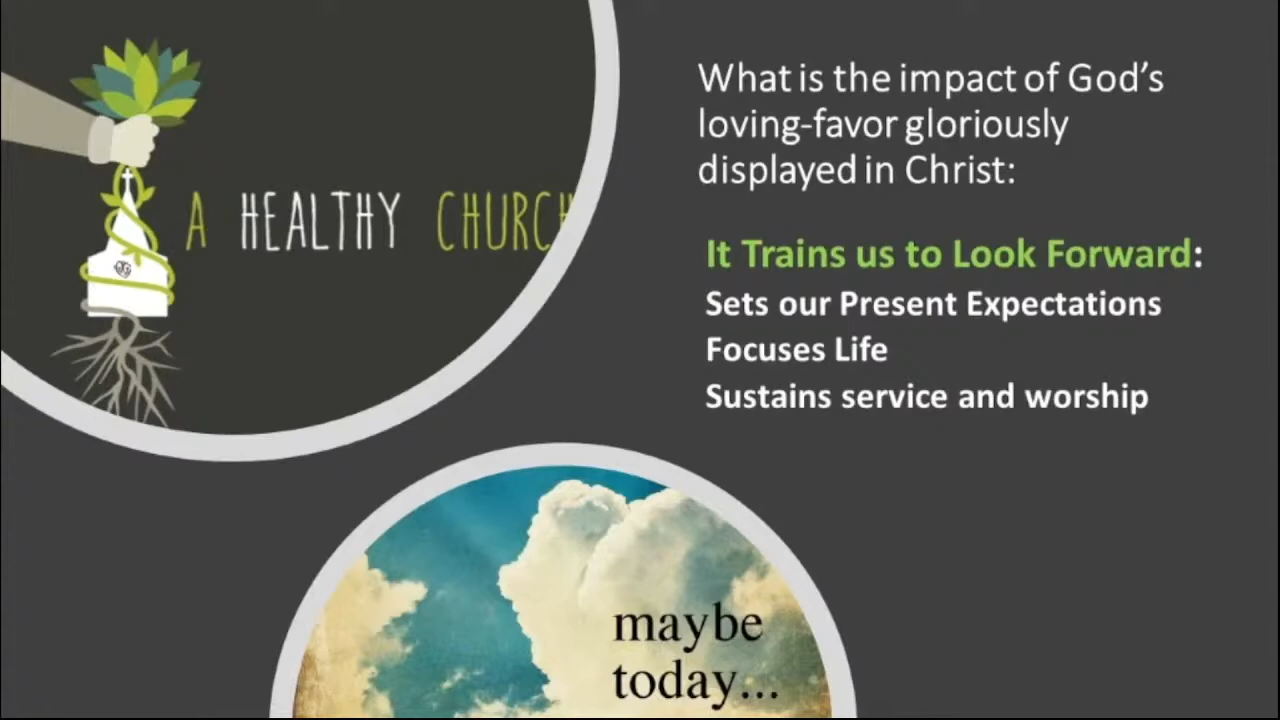 A HEALTHY CHURCH
What is the impact of God's
loving-favor gloriously
displayed in Christ:
It Trains us to Look Forward:
Sets our Present Expectations
Focuses Life
Sustains service and worship
maybe
today...